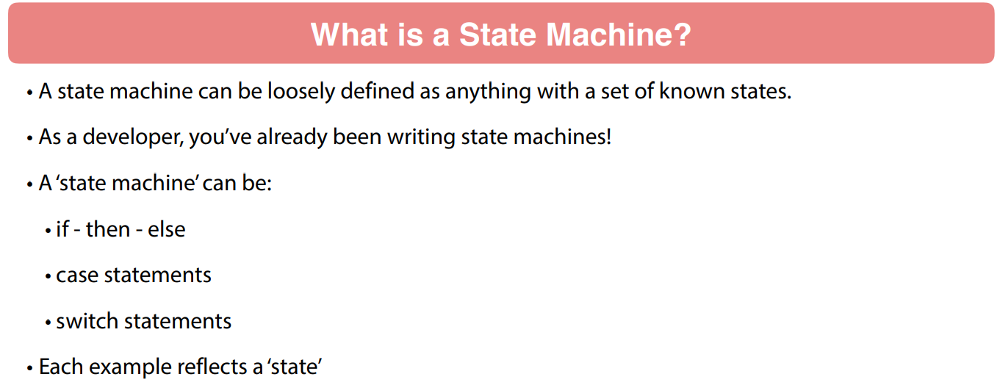 What is a State Machine?
• A state machine can be loosely defined as anything with a set of known states.
• As a developer, you’ve already been writing state machines!
• A ‘state machine’ can be:
• if - then - else
• case statements
• switch statements
• Each example reflects a ‘state’